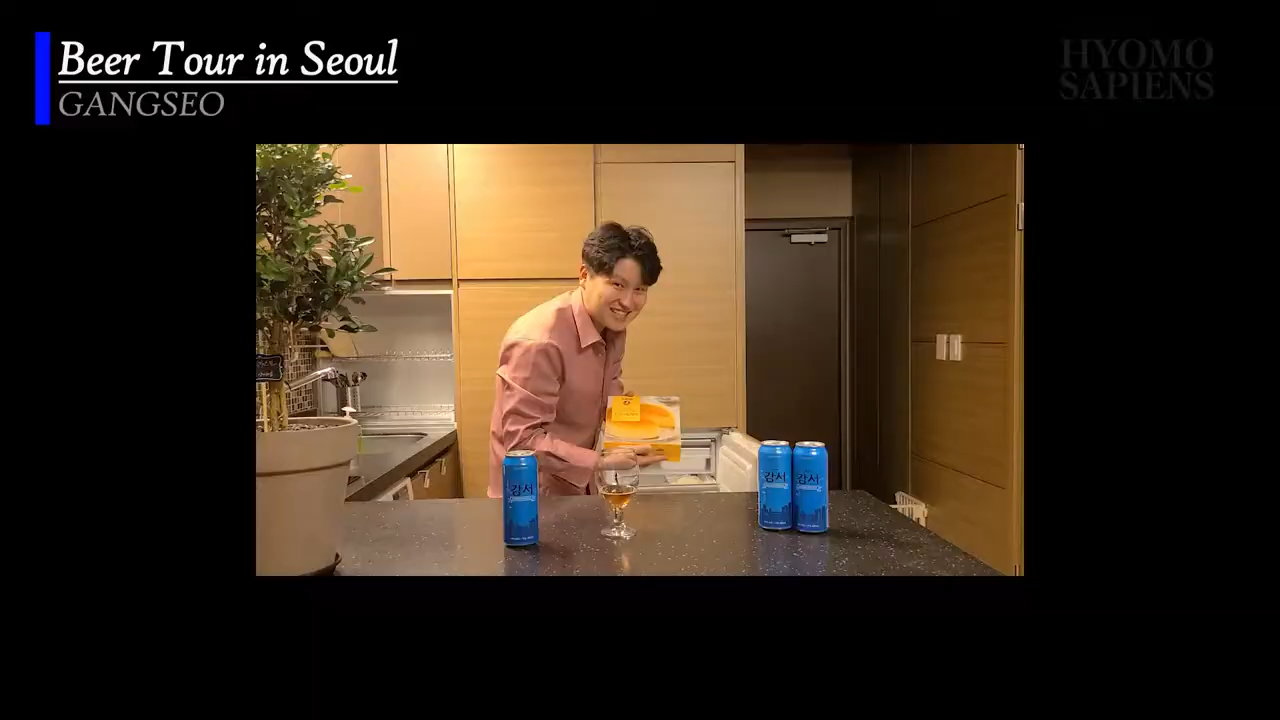 Beer Tour in Seoul
GANGSEO
HYOMO
SAPIENS
강서
강서
강서